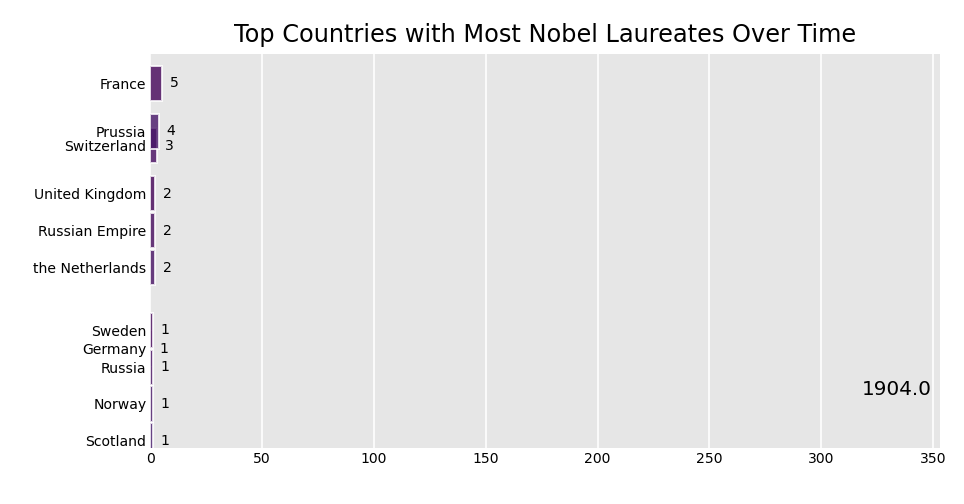 Top Countries with Most Nobel Laureates Over Time
France 5
Prussia 4
Switzerland 3
United Kingdom 2
Russian Empire 2
the Netherlands 2
Sweden 1
Germany 1
Russia 1
1904.0
Norway 1
Scotland 1
0 50 100 150 200 250 300 350